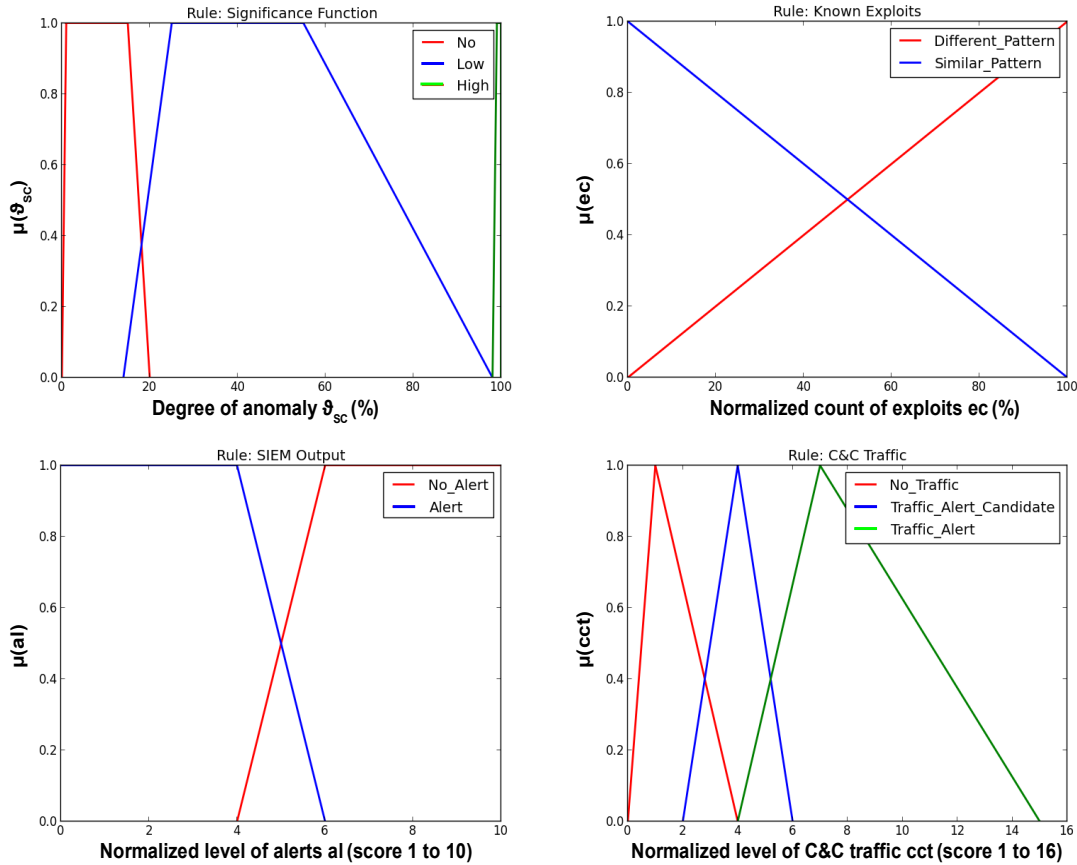 Rule: Significance Function
1.0
0.8
0.6
0.4
0.2
0.0
0
20
40
60
80
100
μ(ϑSC)
Degree of anomaly ϑSC (%)
No
Low
High
Rule: Known Exploits
1.0
0.8
0.6
0.4
0.2
0.0
0
20
40
60
80
100
μ(ec)
Normalized count of exploits ec (%)
Different_Pattern
Similar_Pattern
Rule: SIEM Output
1.0
0.8
0.6
0.4
0.2
0.0
0
2
4
6
8
10
μ(al)
Normalized level of alerts al (score 1 to 10)
No_Alert
Alert
Rule: C&C Traffic
1.0
0.8
0.6
0.4
0.2
0.0
0
2
4
6
8
10
12
14
16
μ(cct)
Normalized level of C&C traffic cct (score 1 to 16)
No_Traffic
Traffic_Alert_Candidate
Traffic_Alert